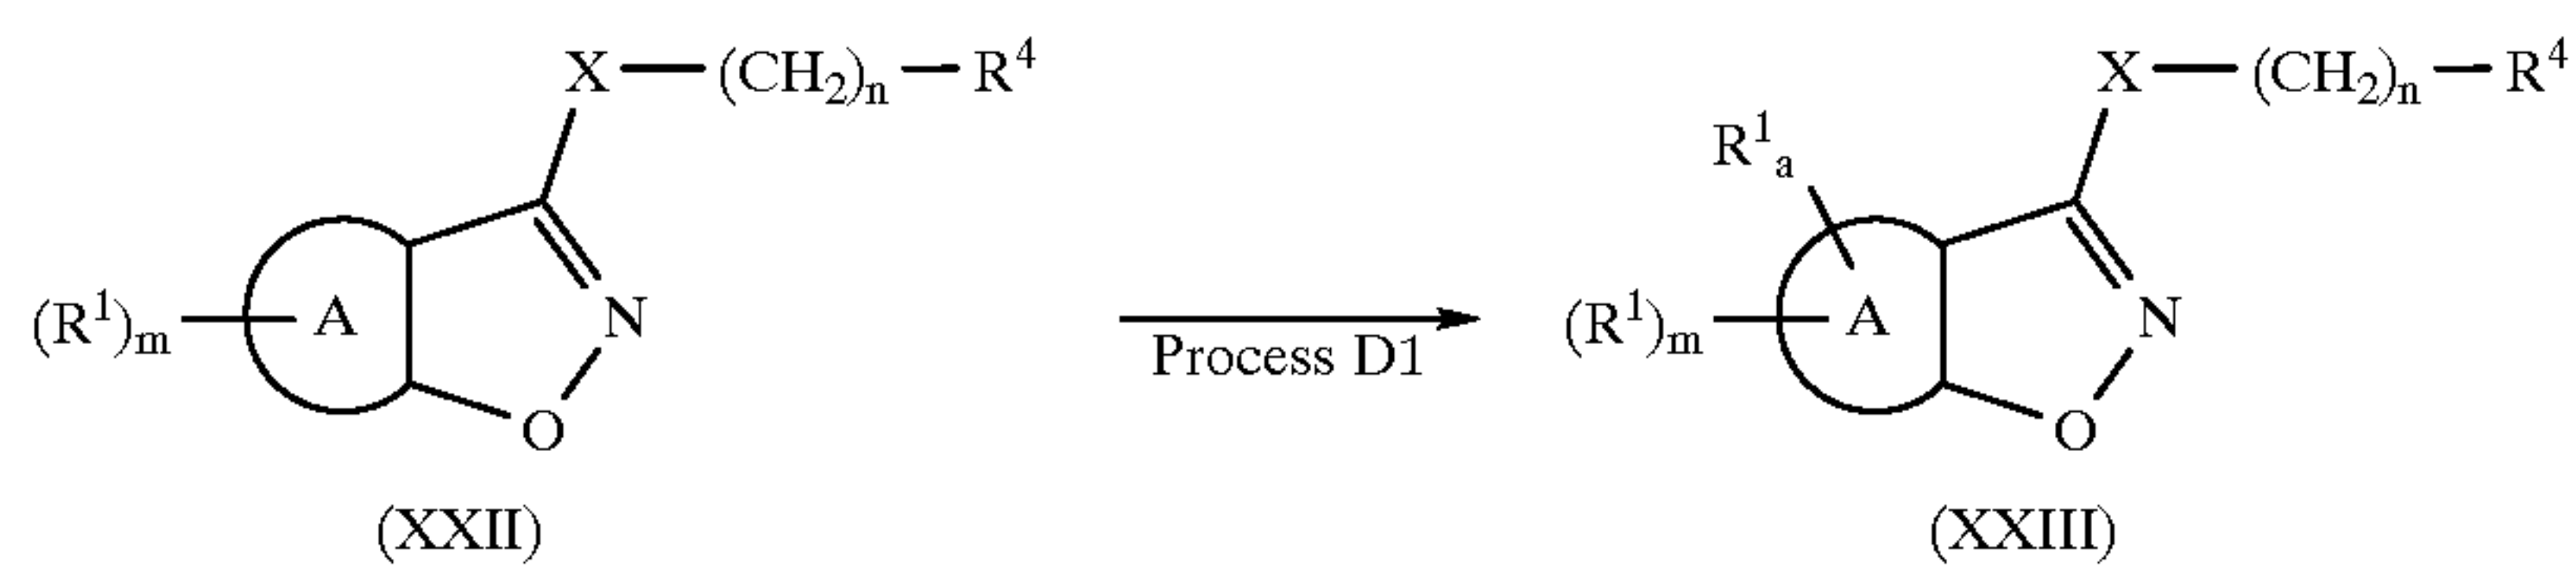 X—(CH₂)ₙ—R⁴ X—(CH₂)ₙ—R⁴
R¹ₐ
(R¹)ₘ A N (R¹)ₘ A N
Process D1
O O
(XXII) (XXIII)